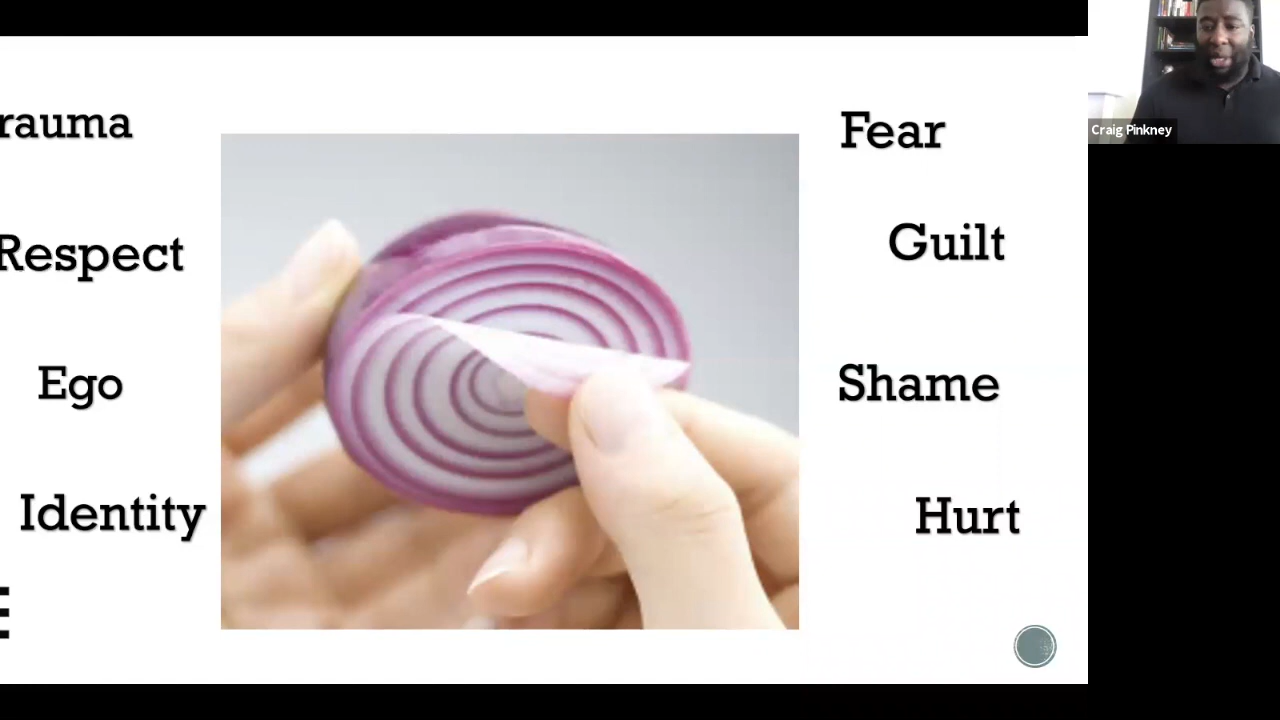 rauma
Respect
Ego
Identity
Fear
Guilt
Shame
Hurt
Craig Pinkney